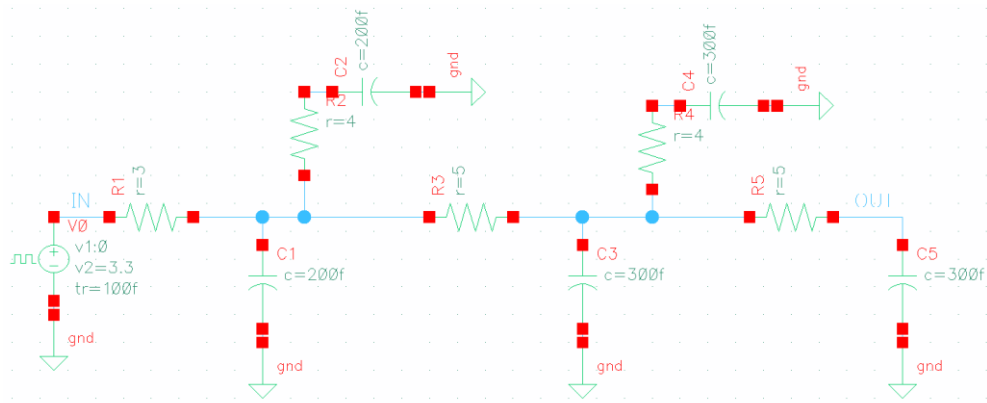 c=200f
C2
gnd
R2
r=4
c=300f
C4
gnd
R4
r=4
IN
R1
r=3
R3
r=5
R5
r=5
OUT
V0
v1:0
v2=3.3
tr=100f
gnd
C1
c=200f
gnd
C3
c=300f
gnd
C5
c=300f
gnd